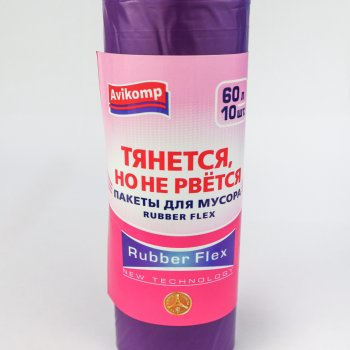 Avikomp
60 л
10 шт
ТЯНЕТСЯ,
НО НЕ РВЁТСЯ
ПАКЕТЫ ДЛЯ МУСОРА
RUBBER FLEX
Rubber Flex
NEW TECHNOLOGY